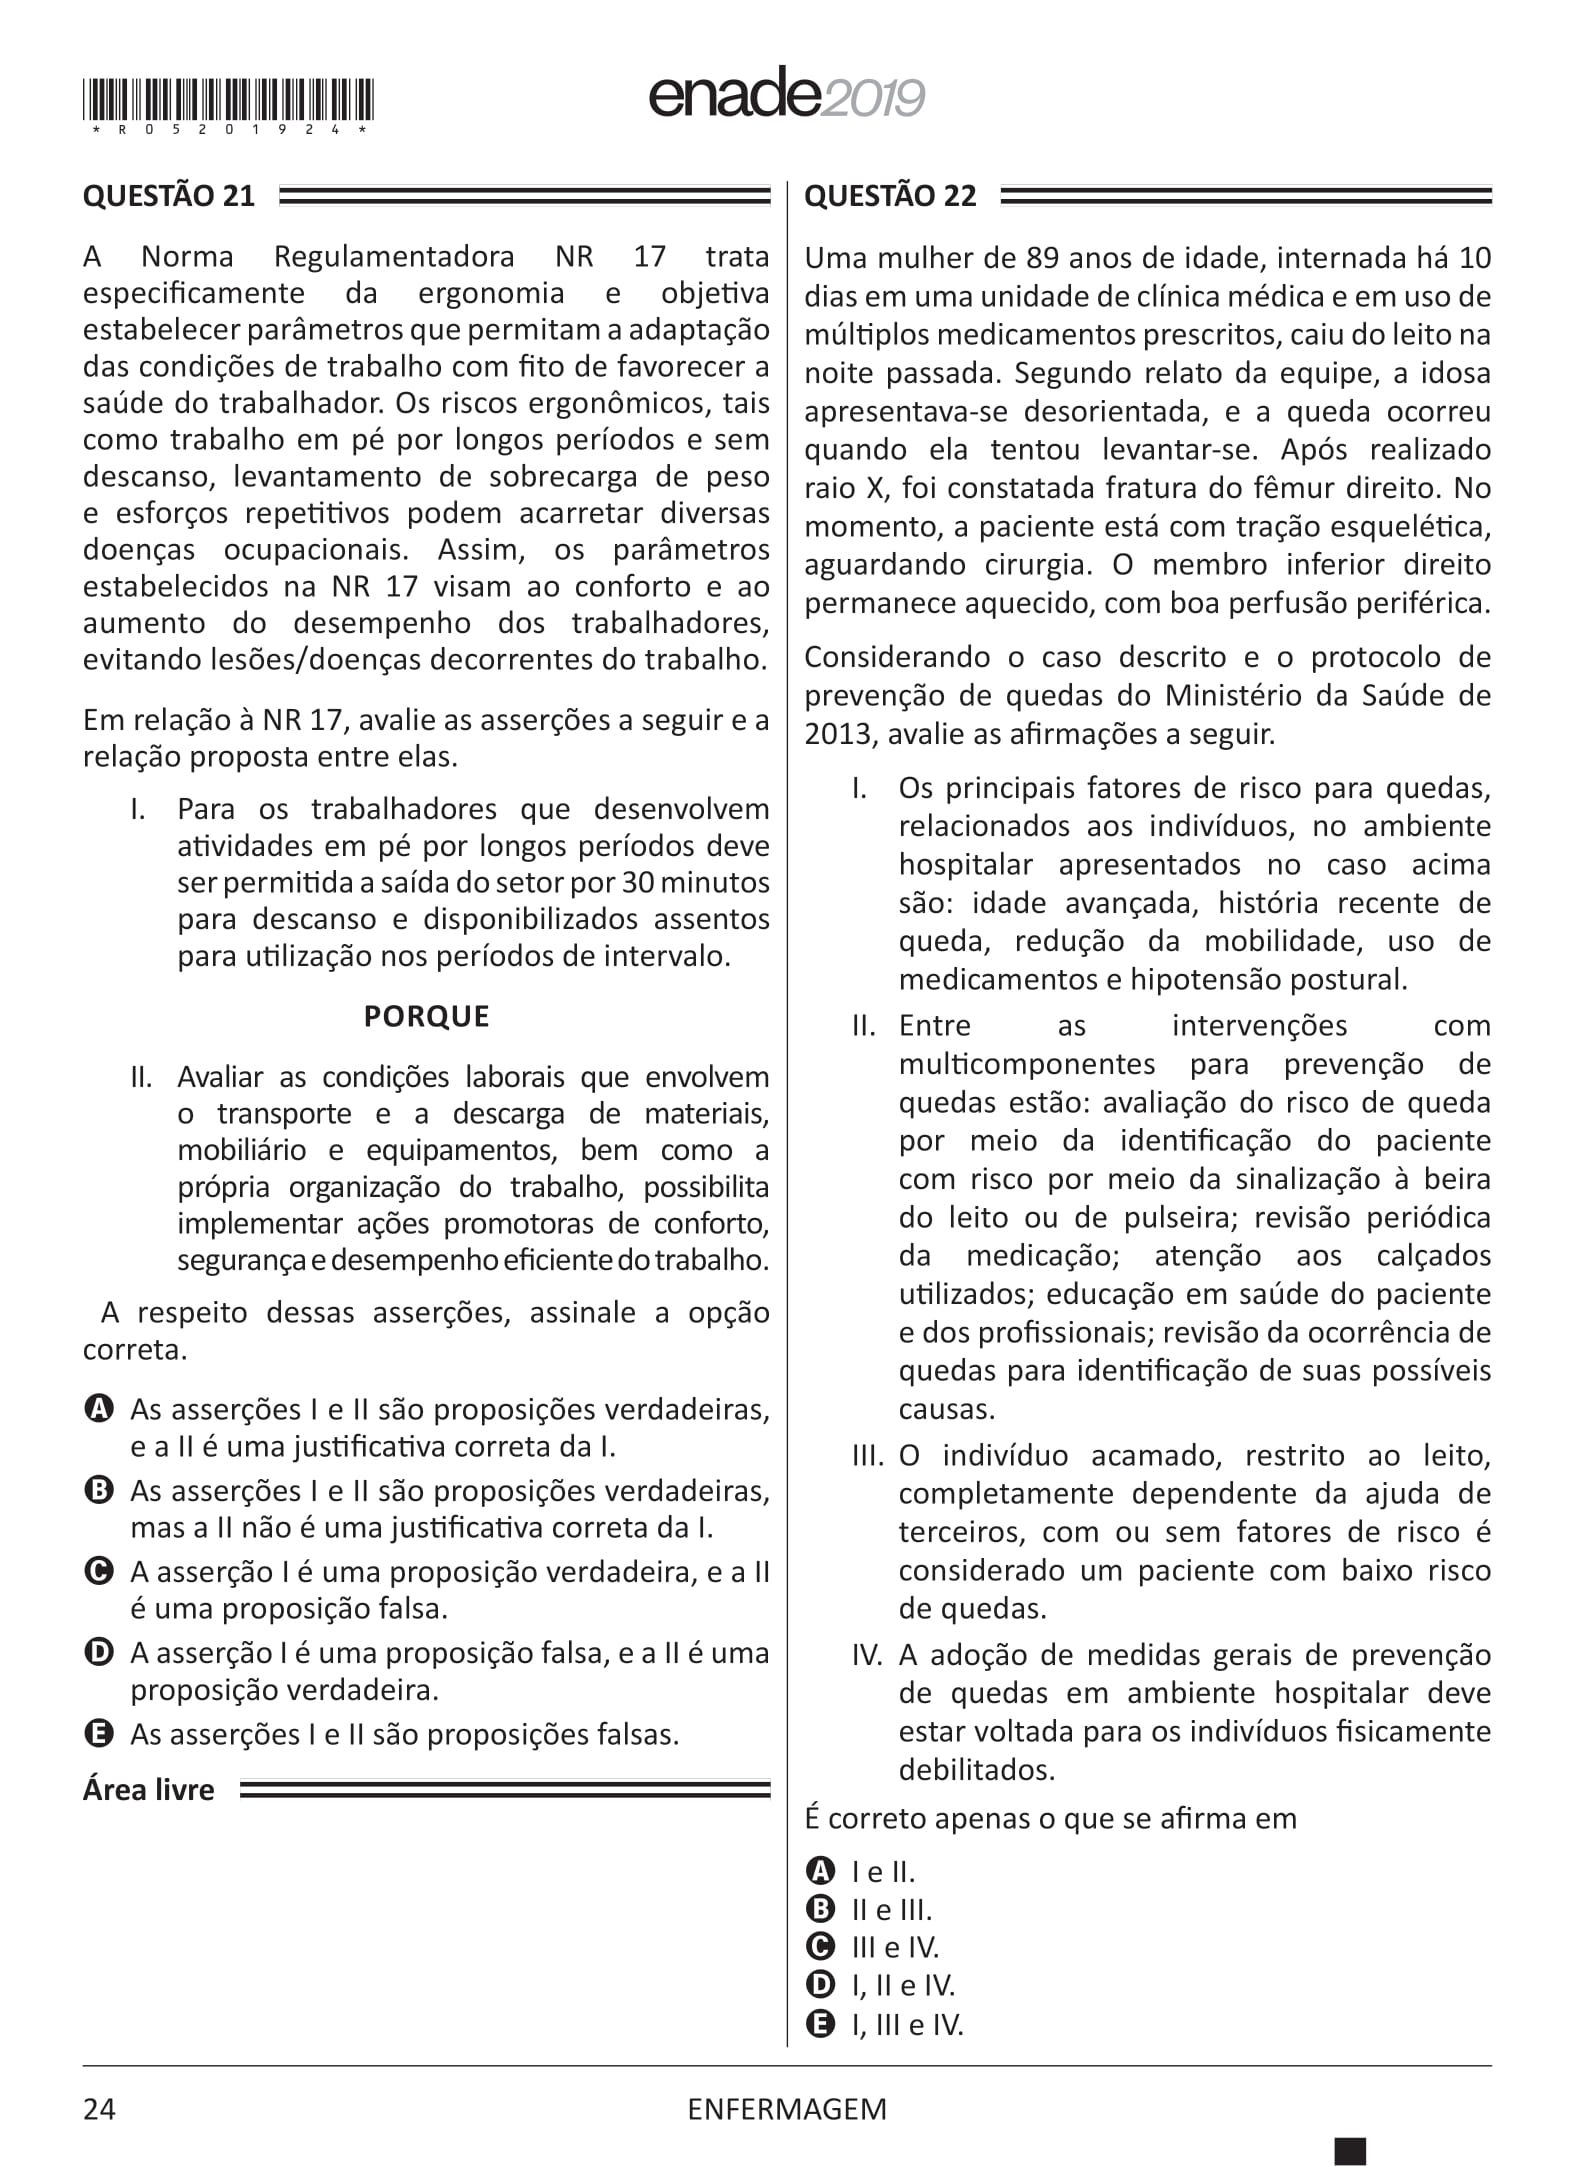 enade2019
*R05201924*
QUESTÃO 21
A Norma Regulamentadora NR 17 trata
especificamente da ergonomia e objetiva
estabelecer parâmetros que permitam a adaptação
das condições de trabalho com fito de favorecer a
saúde do trabalhador. Os riscos ergonômicos, tais
como trabalho em pé por longos períodos e sem
descanso, levantamento de sobrecarga de peso
e esforços repetitivos podem acarretar diversas
doenças ocupacionais. Assim, os parâmetros
estabelecidos na NR 17 visam ao conforto e ao
aumento do desempenho dos trabalhadores,
evitando lesões/doenças decorrentes do trabalho.
Em relação à NR 17, avalie as asserções a seguir e a
relação proposta entre elas.
I. Para os trabalhadores que desenvolvem
atividades em pé por longos períodos deve
ser permitida a saída do setor por 30 minutos
para descanso e disponibilizados assentos
para utilização nos períodos de intervalo.
PORQUE
II. Avaliar as condições laborais que envolvem
o transporte e a descarga de materiais,
mobiliário e equipamentos, bem como a
própria organização do trabalho, possibilita
implementar ações promotoras de conforto,
segurança e desempenho eficiente do trabalho.
A respeito dessas asserções, assinale a opção
correta.
A As asserções I e II são proposições verdadeiras,
e a II é uma justificativa correta da I.
B As asserções I e II são proposições verdadeiras,
mas a II não é uma justificativa correta da I.
C A asserção I é uma proposição verdadeira, e a II
é uma proposição falsa.
D A asserção I é uma proposição falsa, e a II é uma
proposição verdadeira.
E As asserções I e II são proposições falsas.
Área livre
QUESTÃO 22
Uma mulher de 89 anos de idade, internada há 10
dias em uma unidade de clínica médica e em uso de
múltiplos medicamentos prescritos, caiu do leito na
noite passada. Segundo relato da equipe, a idosa
apresentava-se desorientada, e a queda ocorreu
quando ela tentou levantar-se. Após realizado
raio X, foi constatada fratura do fêmur direito. No
momento, a paciente está com tração esquelética,
aguardando cirurgia. O membro inferior direito
permanece aquecido, com boa perfusão periférica.
Considerando o caso descrito e o protocolo de
prevenção de quedas do Ministério da Saúde de
2013, avalie as afirmações a seguir.
I. Os principais fatores de risco para quedas,
relacionados aos indivíduos, no ambiente
hospitalar apresentados no caso acima
são: idade avançada, história recente de
queda, redução da mobilidade, uso de
medicamentos e hipotensão postural.
II. Entre as intervenções com
multicomponentes para prevenção de
quedas estão: avaliação do risco de queda
por meio da identificação do paciente
com risco por meio da sinalização à beira
do leito ou de pulseira; revisão periódica
da medicação; atenção aos calçados
utilizados; educação em saúde do paciente
e dos profissionais; revisão da ocorrência de
quedas para identificação de suas possíveis
causas.
III. O indivíduo acamado, restrito ao leito,
completamente dependente da ajuda de
terceiros, com ou sem fatores de risco é
considerado um paciente com baixo risco
de quedas.
IV. A adoção de medidas gerais de prevenção
de quedas em ambiente hospitalar deve
estar voltada para os indivíduos fisicamente
debilitados.
É correto apenas o que se afirma em
A I e II.
B II e III.
C III e IV.
D I, II e IV.
E I, III e IV.
24
ENFERMAGEM